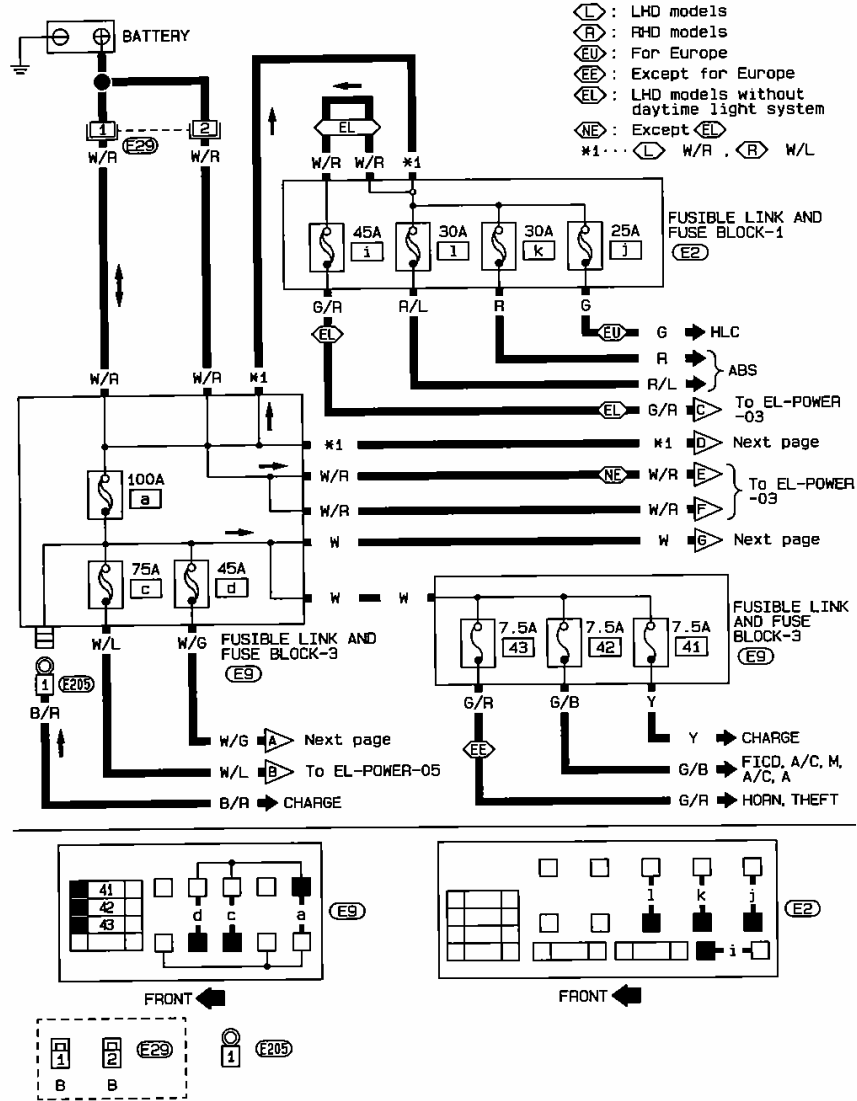 L : LHD models
R : RHD models
EU : For Europe
EE : Except for Europe
EL : LHD models without
daytime light system
NE : Except EL
*1··· L W/R , R W/L
BATTERY
1 2
E29
W/R W/R
EL
W/R W/R *1
45A 30A 30A 25A
i l k j
FUSIBLE LINK AND
FUSE BLOCK-1
E2
G/R R/L R G
EL
EU G HLC
R
R/L
ABS
EL G/R C To EL-POWER
-03
W/R W/R *1
*1 *1 D Next page
W/R NE W/R E
W/R W/R F
To EL-POWER
-03
W W G Next page
100A
a
75A 45A
c d
W W
W/L W/G
FUSIBLE LINK AND
FUSE BLOCK-3
E9
7.5A 7.5A 7.5A
43 42 41
FUSIBLE LINK
AND FUSE
BLOCK-3
E9
1 E205
B/R
G/R G/B Y
EE
W/G A Next page
W/L B To EL-POWER-05
B/R CHARGE
Y CHARGE
G/B FICD, A/C, M,
A/C, A
G/R HORN, THEFT
41
42
43
d c a
E9
FRONT
l k j
i
E2
FRONT
1 2 E29
B B
1 E205